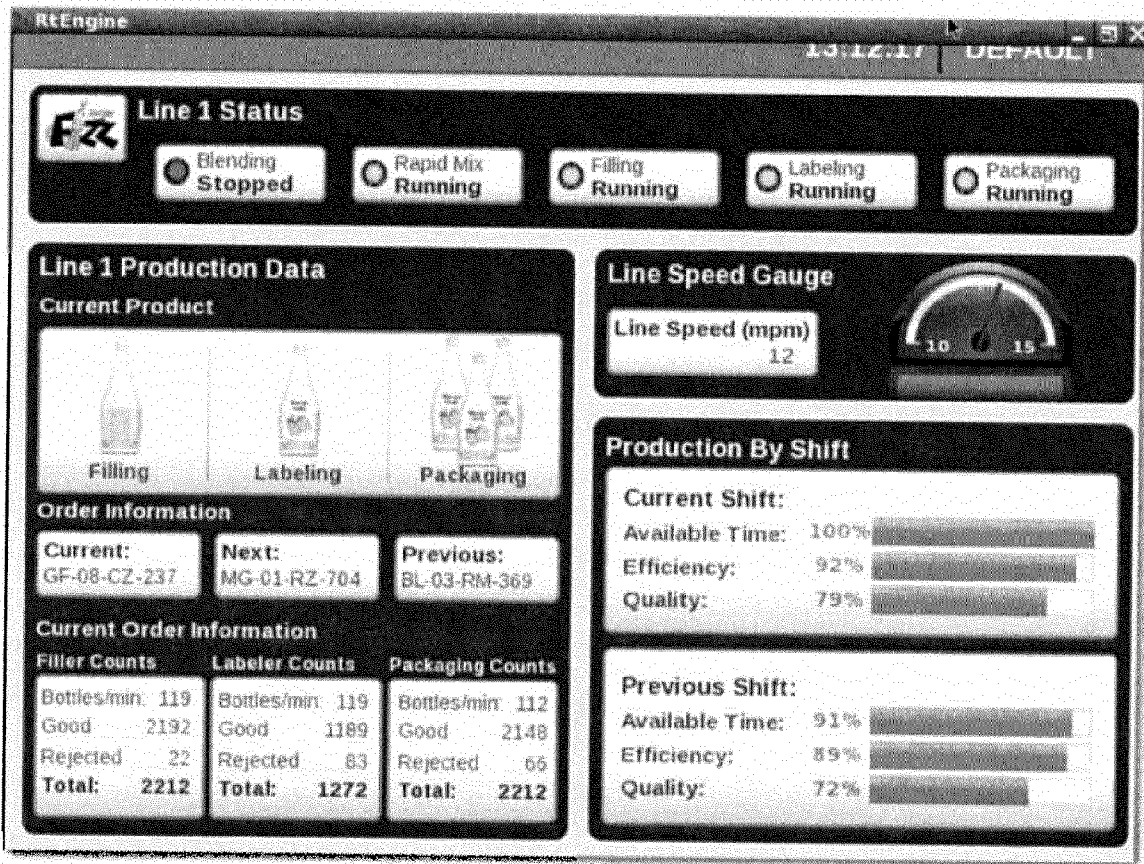 RtEngine
13:12:17 DEFAULT
Line 1 Status
Blending
Stopped
Rapid Mix
Running
Filling
Running
Labeling
Running
Packaging
Running
Line 1 Production Data
Current Product
Filling Labeling Packaging
Order Information
Current:
GF-08-CZ-237
Next:
MG-01-RZ-704
Previous:
BL-03-RM-369
Current Order Information
Filler Counts
Bottles/min: 119
Good 2192
Rejected 22
Total: 2212
Labeler Counts
Bottles/min: 119
Good 1189
Rejected 83
Total: 1272
Packaging Counts
Bottles/min: 112
Good 2148
Rejected
Total: 2212
Line Speed Gauge
Line Speed (mpm)
12
10 15
Production By Shift
Current Shift:
Available Time: 100%
Efficiency: 92%
Quality: 79%
Previous Shift:
Available Time: 91%
Efficiency: 89%
Quality: 72%